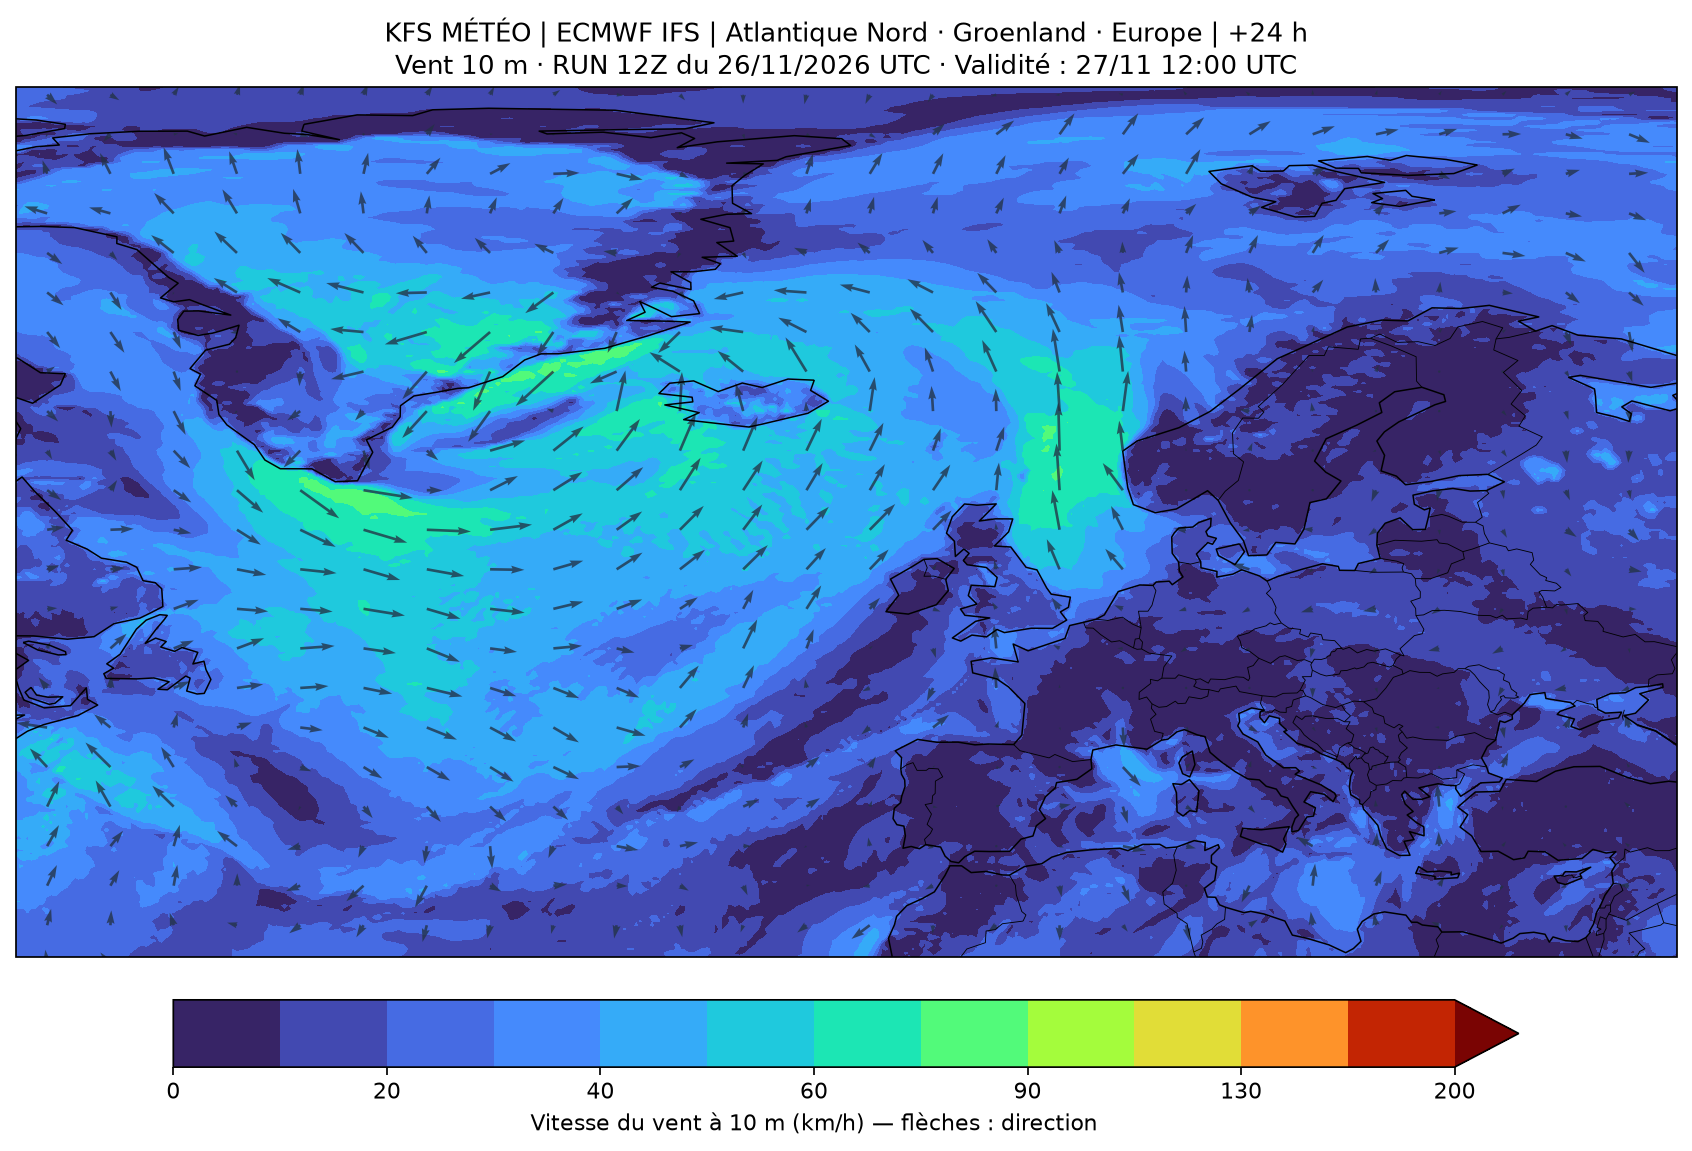 KFS MÉTÉO | ECMWF IFS | Atlantique Nord · Groenland · Europe | +24 h
Vent 10 m · RUN 12Z du 26/11/2026 UTC · Validité : 27/11 12:00 UTC
0 20 40 60 90 130 200
Vitesse du vent à 10 m (km/h) — flèches : direction